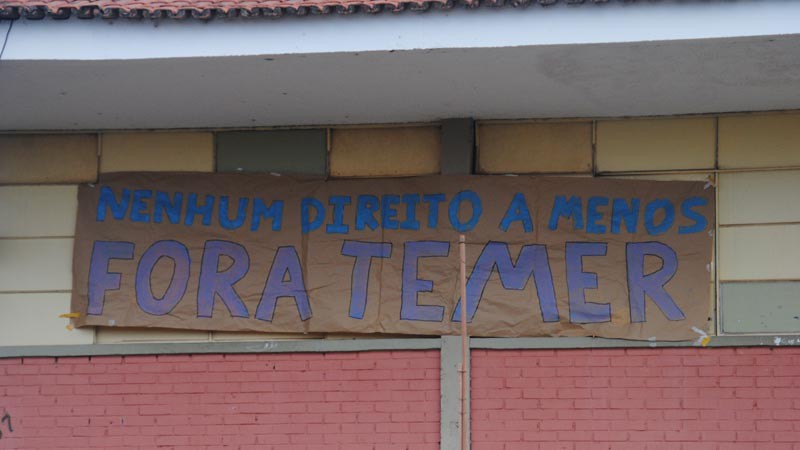 NENHUM DIREITO A MENOS
FORA TEMER